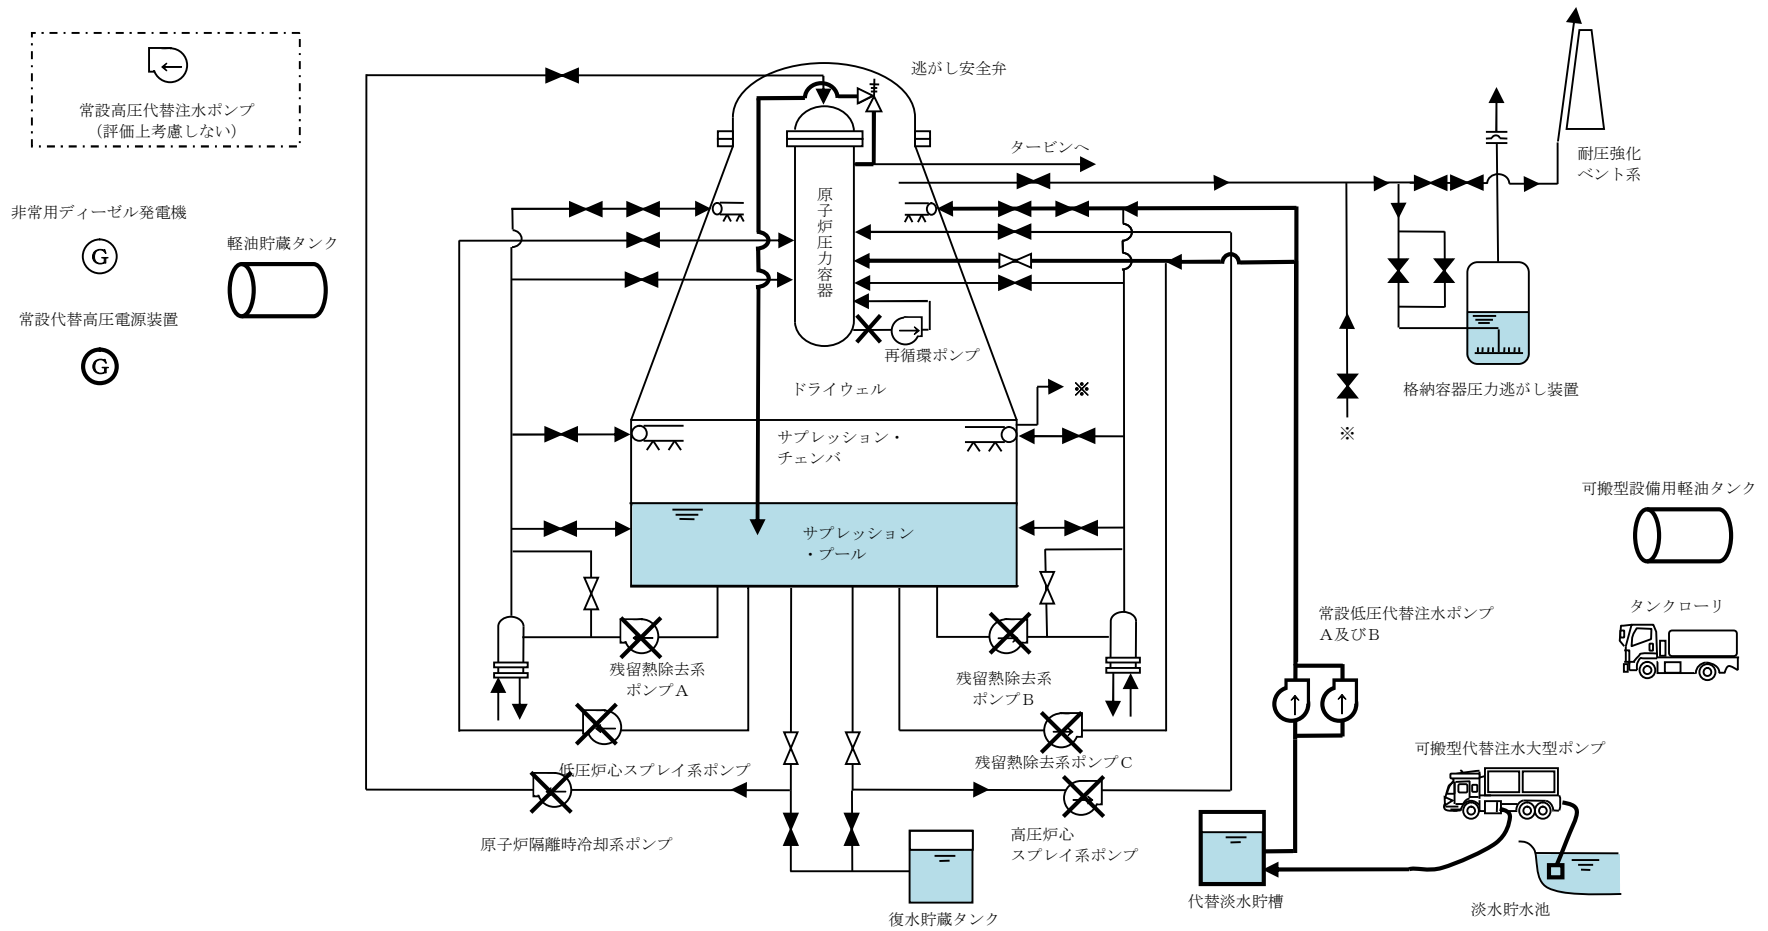 常設高圧代替注水ポンプ
（評価上考慮しない）
非常用ディーゼル発電機
G
軽油貯蔵タンク
常設代替高圧電源装置
G
逃がし安全弁
タービンへ
原子炉圧力容器
再循環ポンプ
ドライウェル
※
サプレッション・
チェンバ
サプレッション
・プール
耐圧強化
ベント系
格納容器圧力逃がし装置
※
可搬型設備用軽油タンク
タンクローリ
常設低圧代替注水ポンプ
A及びB
残留熱除去系
ポンプA
残留熱除去系
ポンプB
低圧炉心スプレイ系ポンプ
残留熱除去系ポンプC
原子炉隔離時冷却系ポンプ
高圧炉心
スプレイ系ポンプ
復水貯蔵タンク
代替淡水貯槽
可搬型代替注水大型ポンプ
淡水貯水池